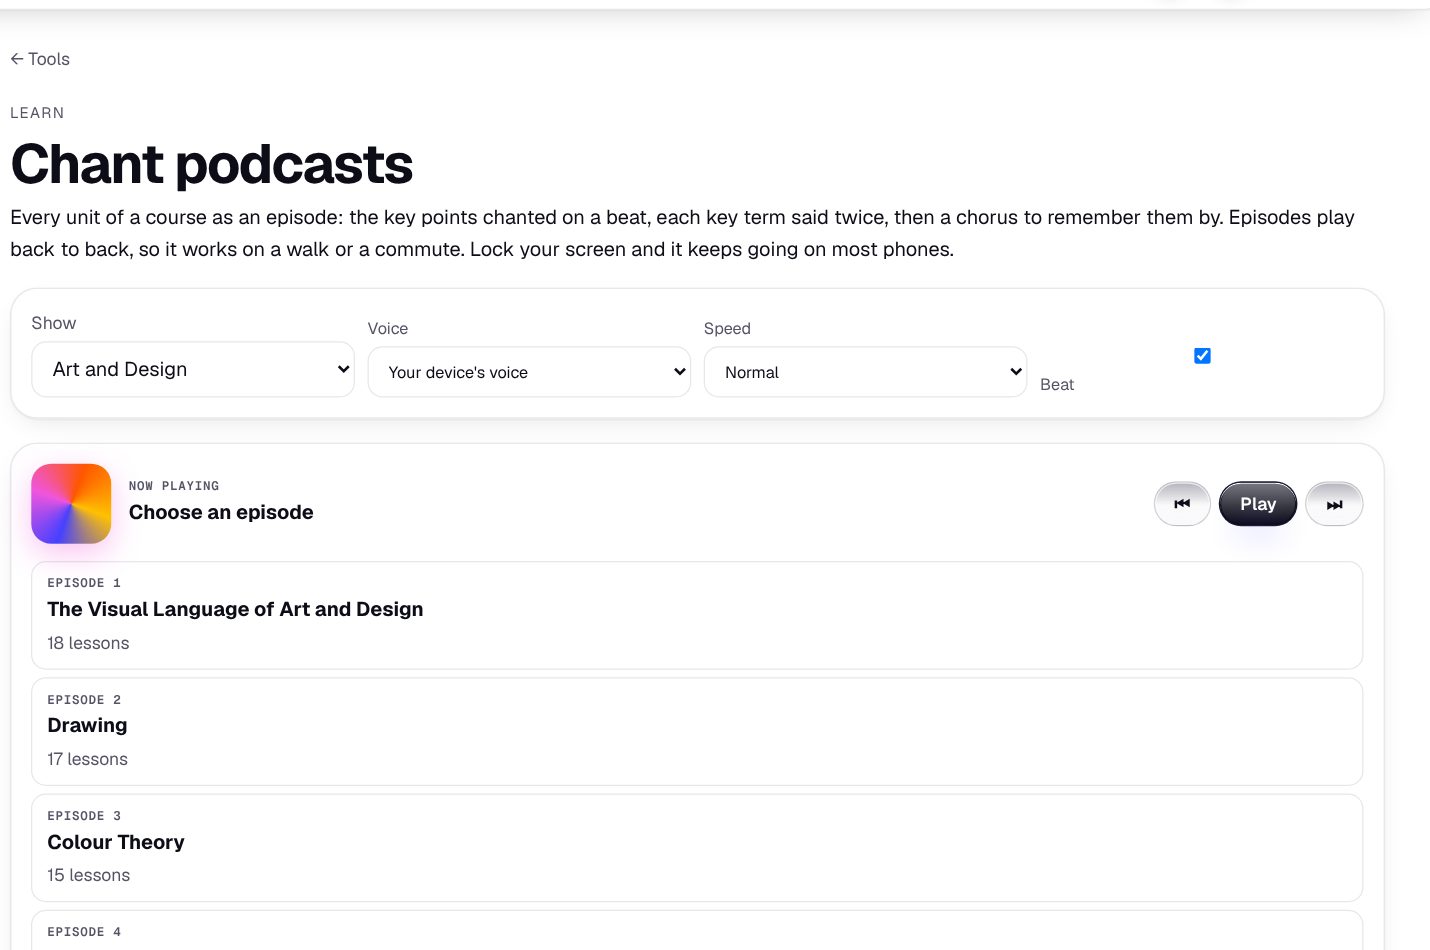 ← Tools
LEARN
Chant podcasts
Every unit of a course as an episode: the key points chanted on a beat, each key term said twice, then a chorus to remember them by. Episodes play
back to back, so it works on a walk or a commute. Lock your screen and it keeps going on most phones.
Show
Art and Design
Voice
Your device's voice
Speed
Normal
Beat
NOW PLAYING
Choose an episode
Play
EPISODE 1
The Visual Language of Art and Design
18 lessons
EPISODE 2
Drawing
17 lessons
EPISODE 3
Colour Theory
15 lessons
EPISODE 4